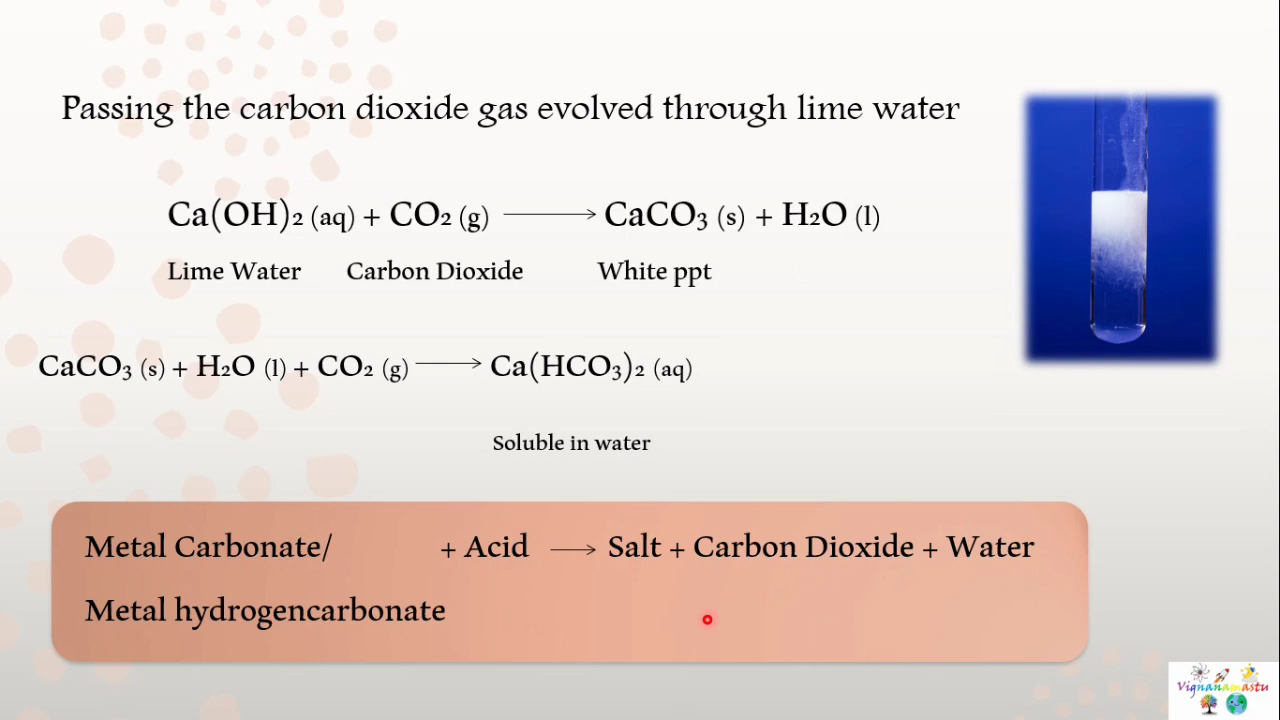 Passing the carbon dioxide gas evolved through lime water
Ca(OH)₂ (aq) + CO₂ (g) ⟶ CaCO₃ (s) + H₂O (l)
Lime Water Carbon Dioxide White ppt
CaCO₃ (s) + H₂O (l) + CO₂ (g) ⟶ Ca(HCO₃)₂ (aq)
Soluble in water
Metal Carbonate/ + Acid ⟶ Salt + Carbon Dioxide + Water
Metal hydrogencarbonate
Vignanamastu